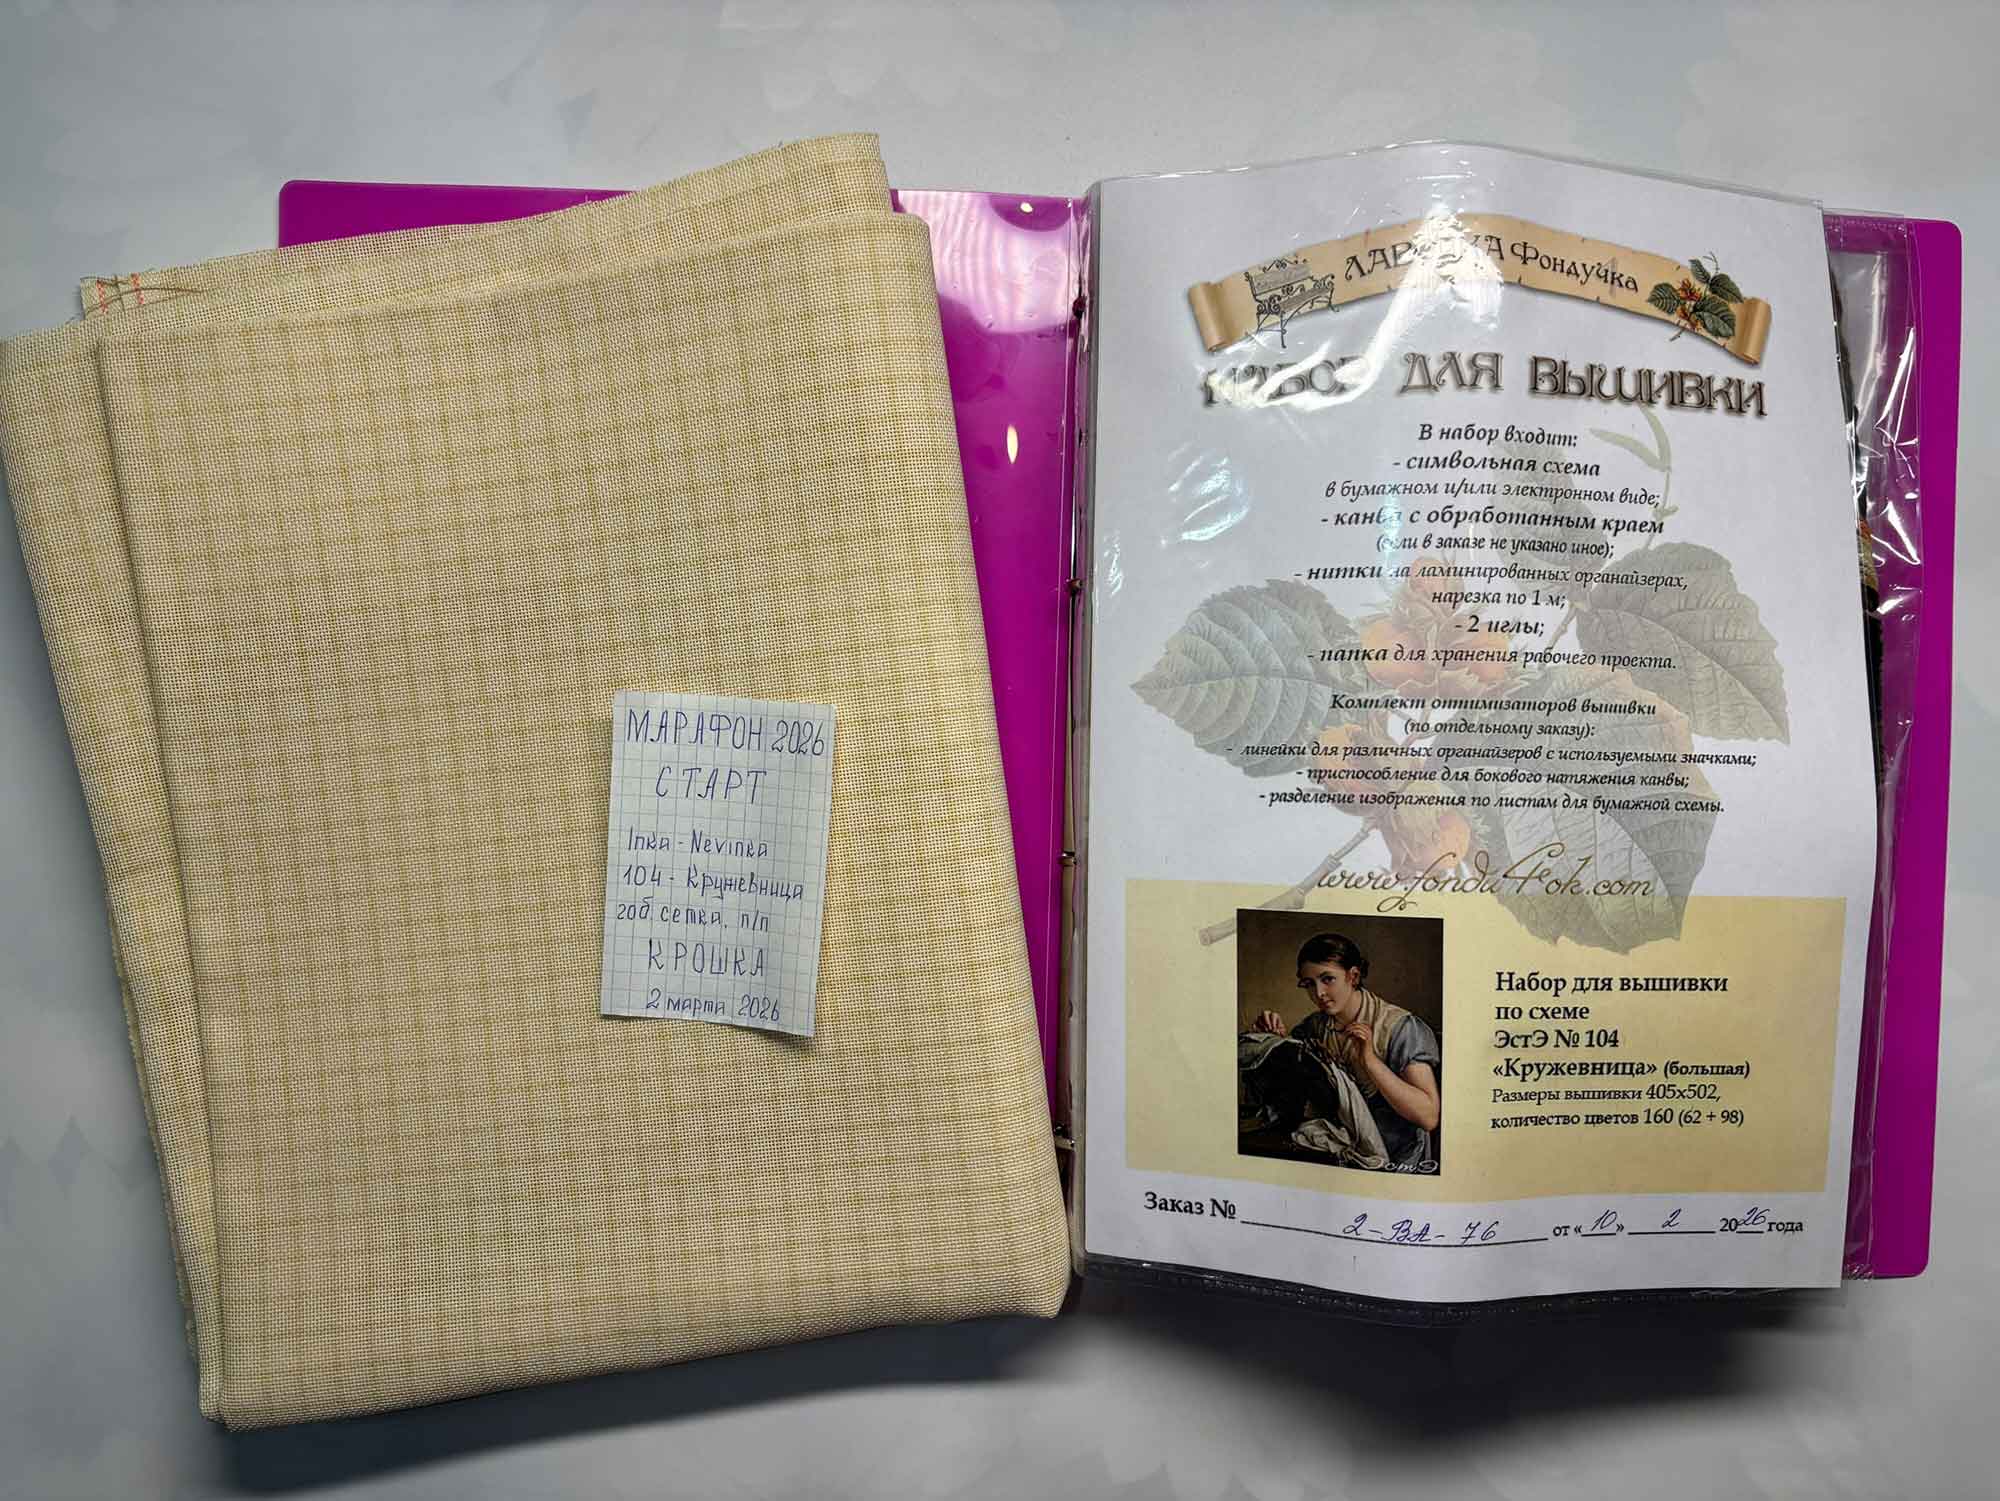 МАРАФОН 2026
СТАРТ
Inka - Nevinka
104 - Кружевница
гоб. сетка, п/п
КРОШКА
2 марта 2026
ЛАВОЧКА Фондучка
НАБОР ДЛЯ ВЫШИВКИ
В набор входит:
- символьная схема
в бумажном и/или электронном виде;
- канва с обработанным краем
(если в заказе не указано иное);
- нитки на ламинированных органайзерах,
нарезка по 1 м;
- 2 иглы;
- папка для хранения рабочего проекта.
Комплект оптимизаторов вышивки
(по отдельному заказу):
- линейки для различных органайзеров с используемыми значками;
- приспособление для бокового натяжения канвы;
- разделение изображения по листам для бумажной схемы.
www.fondu4ok.com
Набор для вышивки
по схеме
ЭстЭ № 104
«Кружевница» (большая)
Размеры вышивки 405х502,
количество цветов 160 (62 + 98)
ЭстЭ
Заказ № 2-ВА-76 от «10» 2 2026 года